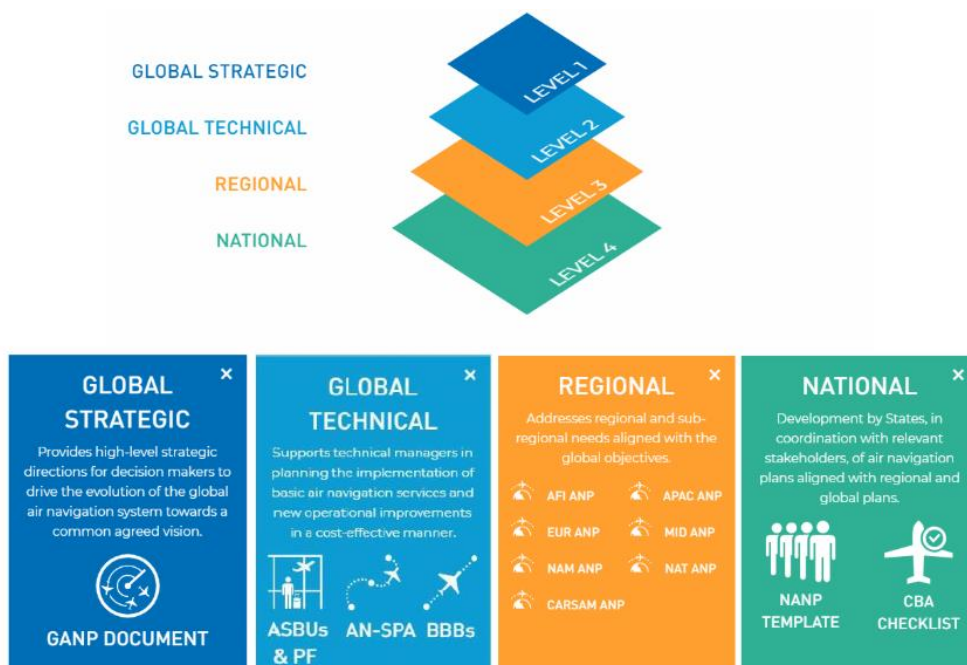 GLOBAL STRATEGIC
LEVEL 1
GLOBAL TECHNICAL
LEVEL 2
REGIONAL
LEVEL 3
NATIONAL
LEVEL 4
×
GLOBAL
STRATEGIC
Provides high-level strategic
directions for decision makers to
drive the evolution of the global
air navigation system towards a
common agreed vision.
GANP DOCUMENT
×
GLOBAL
TECHNICAL
Supports technical managers in
planning the implementation of
basic air navigation services and
new operational improvements
in a cost-effective manner.
ASBUs
& PF
AN-SPA
BBBs
×
REGIONAL
Addresses regional and sub-
regional needs aligned with the
global objectives.
AFI ANP
APAC ANP
EUR ANP
MID ANP
NAM ANP
NAT ANP
CARSAM ANP
×
NATIONAL
Development by States, in
coordination with relevant
stakeholders, of air navigation
plans aligned with regional and
global plans.
NANP
TEMPLATE
CBA
CHECKLIST